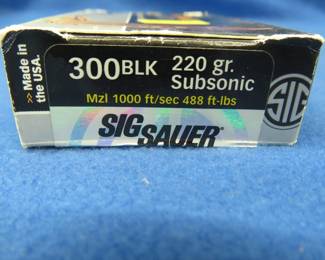 >> Made in
the USA.
300BLK 220 gr.
Subsonic
Mzl 1000 ft/sec 488 ft-lbs
SIG SAUER®
SIG